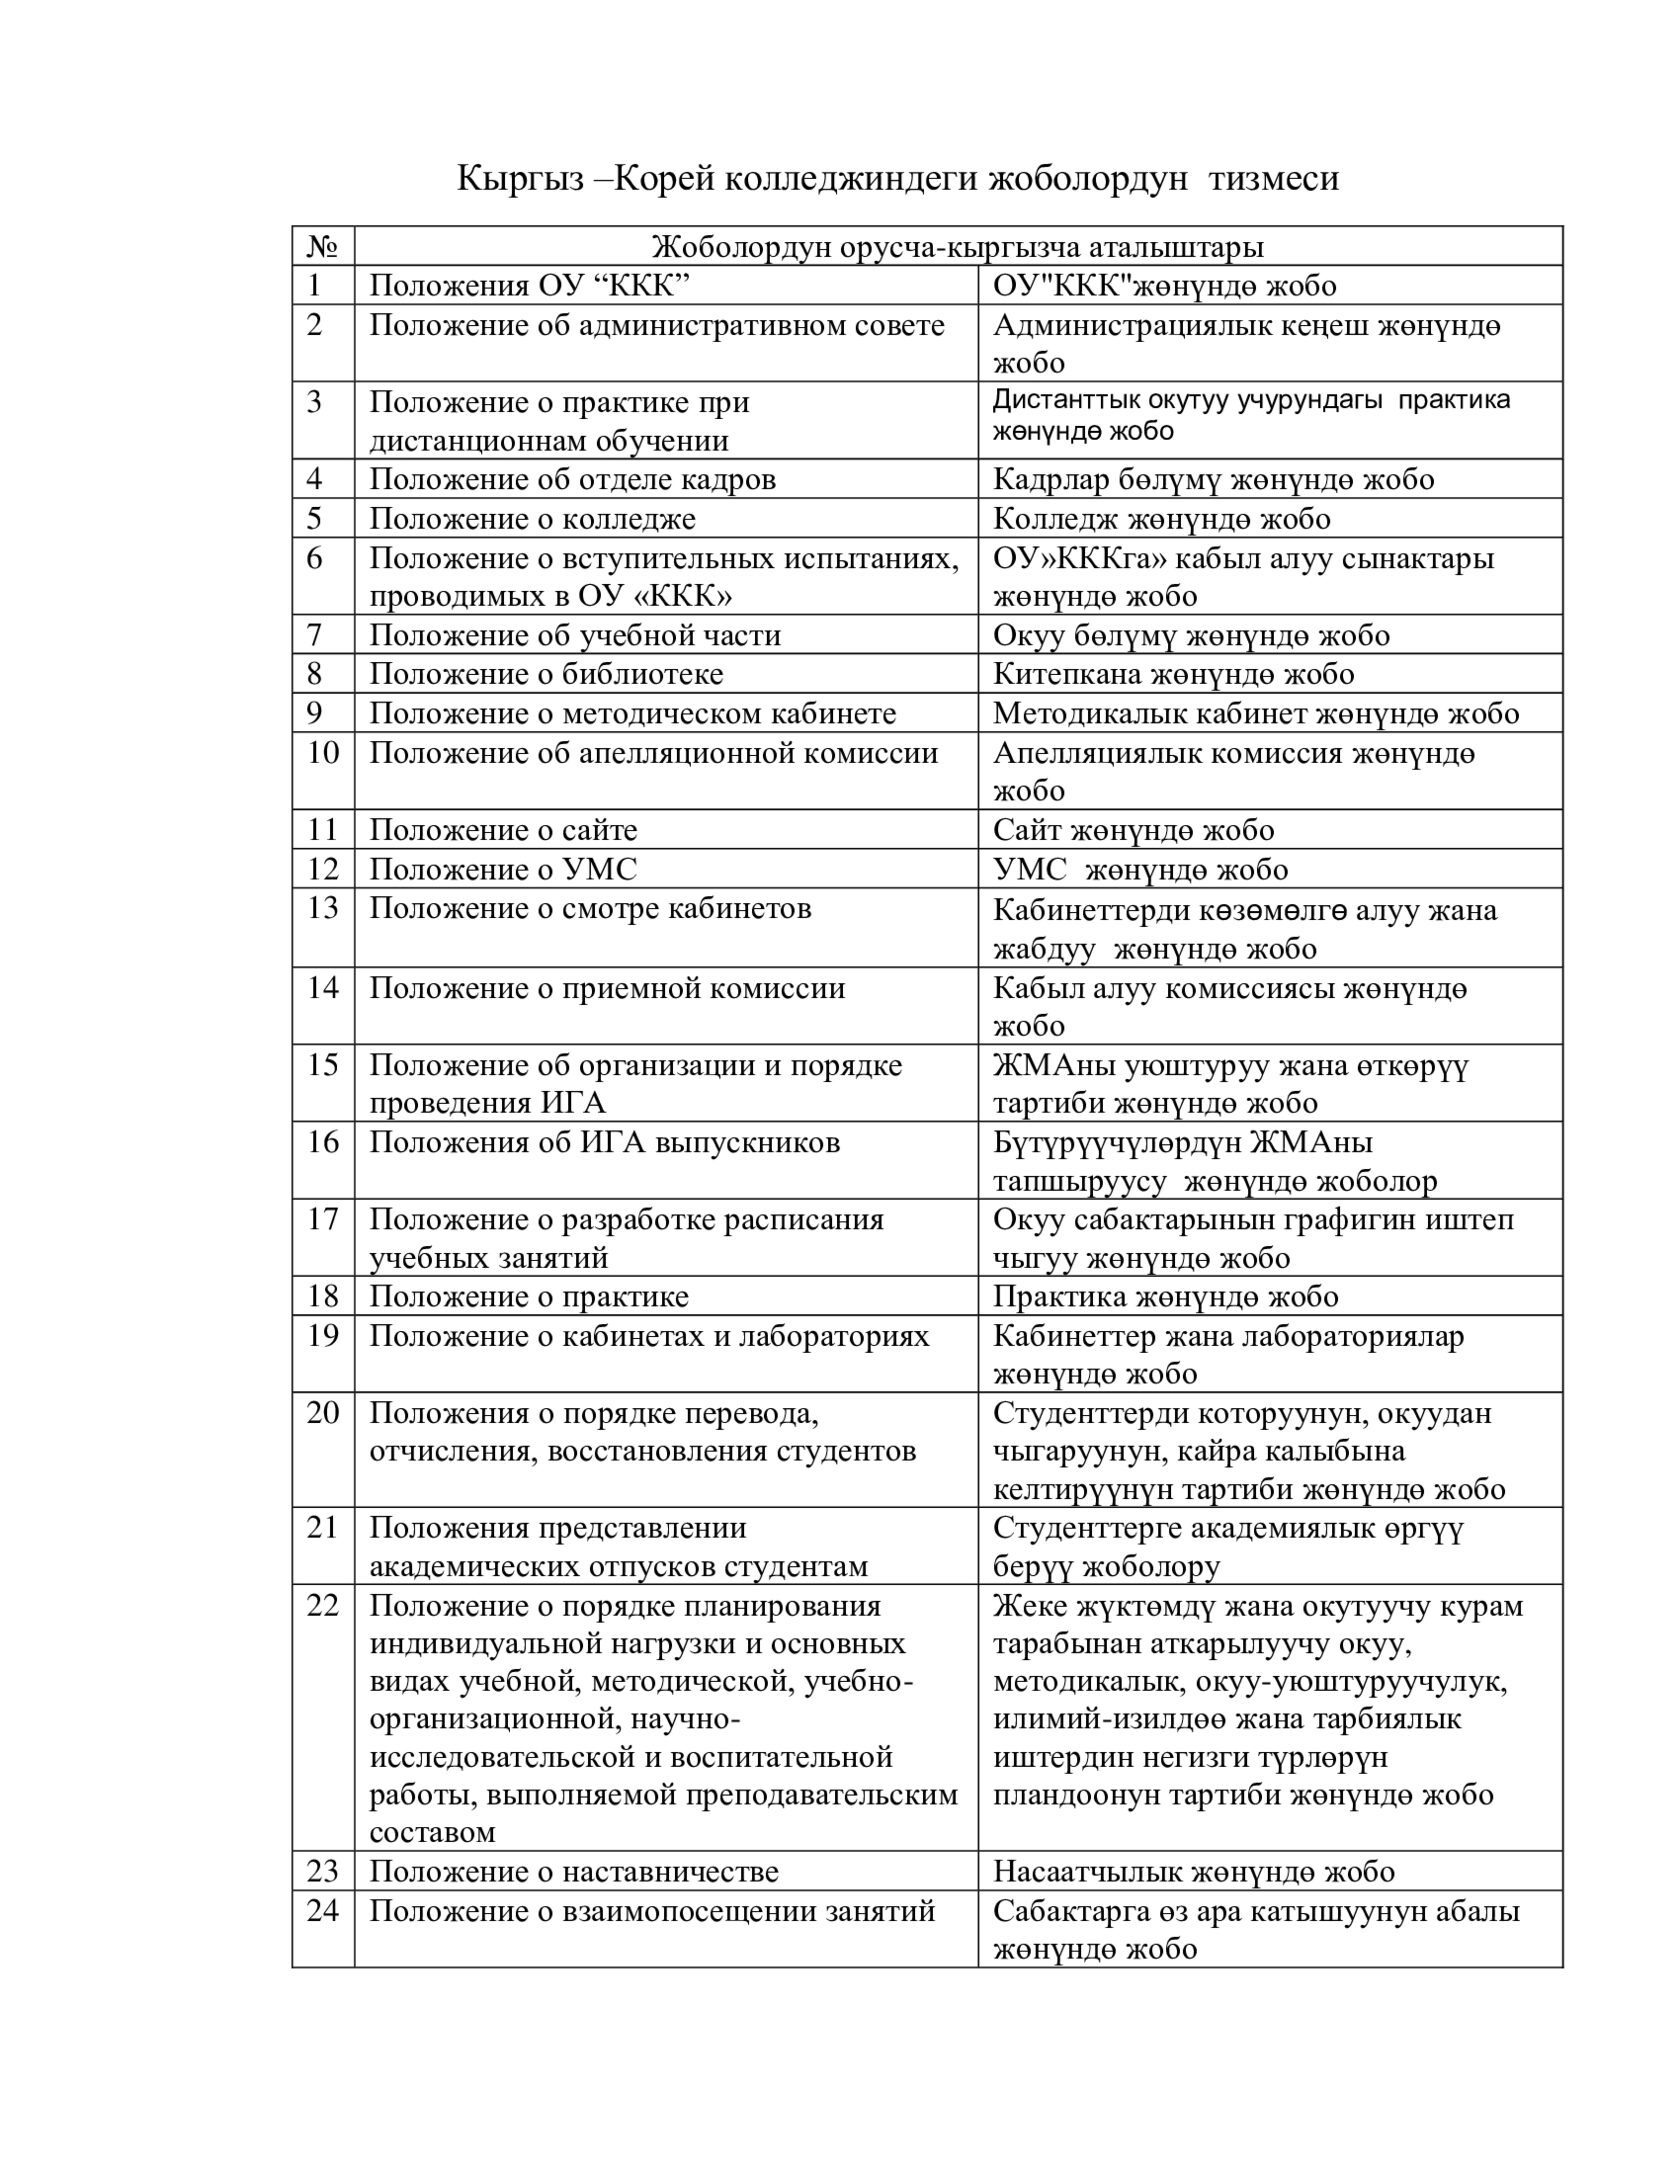 Кыргыз –Корей колледжиндеги жоболордун  тизмеси
№ Жоболордун орусча-кыргызча аталыштары
1 Положения ОУ “ККК” ОУ"ККК"жөнүндө жобо
2 Положение об административном совете Администрациялык кеңеш жөнүндө
жобо
3 Положение о практике при
дистанционнам обучении
Дистанттык окутуу учурундагы  практика
жөнүндө жобо
4 Положение об отделе кадров Кадрлар бөлүмү жөнүндө жобо
5 Положение о колледже Колледж жөнүндө жобо
6 Положение о вступительных испытаниях,
проводимых в ОУ «ККК»
ОУ»КККга» кабыл алуу сынактары
жөнүндө жобо
7 Положение об учебной части Окуу бөлүмү жөнүндө жобо
8 Положение о библиотеке Китепкана жөнүндө жобо
9 Положение о методическом кабинете Методикалык кабинет жөнүндө жобо
10 Положение об апелляционной комиссии Апелляциялык комиссия жөнүндө
жобо
11 Положение о сайте Сайт жөнүндө жобо
12 Положение о УМС УМС  жөнүндө жобо
13 Положение о смотре кабинетов Кабинеттерди көзөмөлгө алуу жана
жабдуу  жөнүндө жобо
14 Положение о приемной комиссии Кабыл алуу комиссиясы жөнүндө
жобо
15 Положение об организации и порядке
проведения ИГА
ЖМАны уюштуруу жана өткөрүү
тартиби жөнүндө жобо
16 Положения об ИГА выпускников Бүтүрүүчүлөрдүн ЖМАны
тапшыруусу  жөнүндө жоболор
17 Положение о разработке расписания
учебных занятий
Окуу сабактарынын графигин иштеп
чыгуу жөнүндө жобо
18 Положение о практике Практика жөнүндө жобо
19 Положение о кабинетах и лабораториях Кабинеттер жана лабораториялар
жөнүндө жобо
20 Положения о порядке перевода,
отчисления, восстановления студентов
Студенттерди которуунун, окуудан
чыгаруунун, кайра калыбына
келтирүүнүн тартиби жөнүндө жобо
21 Положения представлении
академических отпусков студентам
Студенттерге академиялык өргүү
берүү жоболору
22 Положение о порядке планирования
индивидуальной нагрузки и основных
видах учебной, методической, учебно-
организационной, научно-
исследовательской и воспитательной
работы, выполняемой преподавательским
составом
Жеке жүктөмдү жана окутуучу курам
тарабынан аткарылуучу окуу,
методикалык, окуу-уюштуруучулук,
илимий-изилдөө жана тарбиялык
иштердин негизги түрлөрүн
пландоонун тартиби жөнүндө жобо
23 Положение о наставничестве Насаатчылык жөнүндө жобо
24 Положение о взаимопосещении занятий Сабактарга өз ара катышуунун абалы
жөнүндө жобо